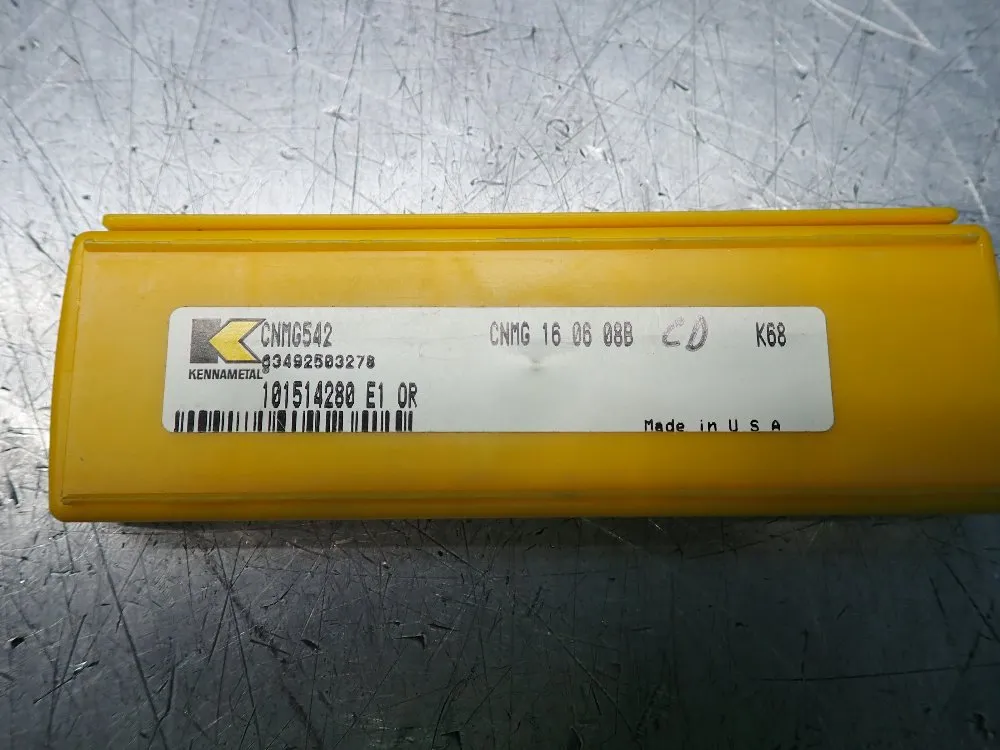 CNMG542 CNMG 16 06 08B CD K68
63492503278
KENNAMETAL®
101514280 E1 OR
Made in U S A